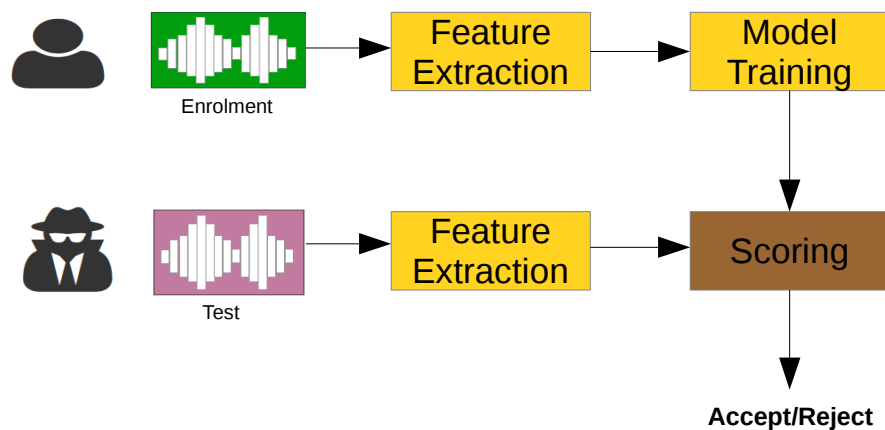 Feature
Extraction
Model
Training
Enrolment
Feature
Extraction
Scoring
Test
Accept/Reject